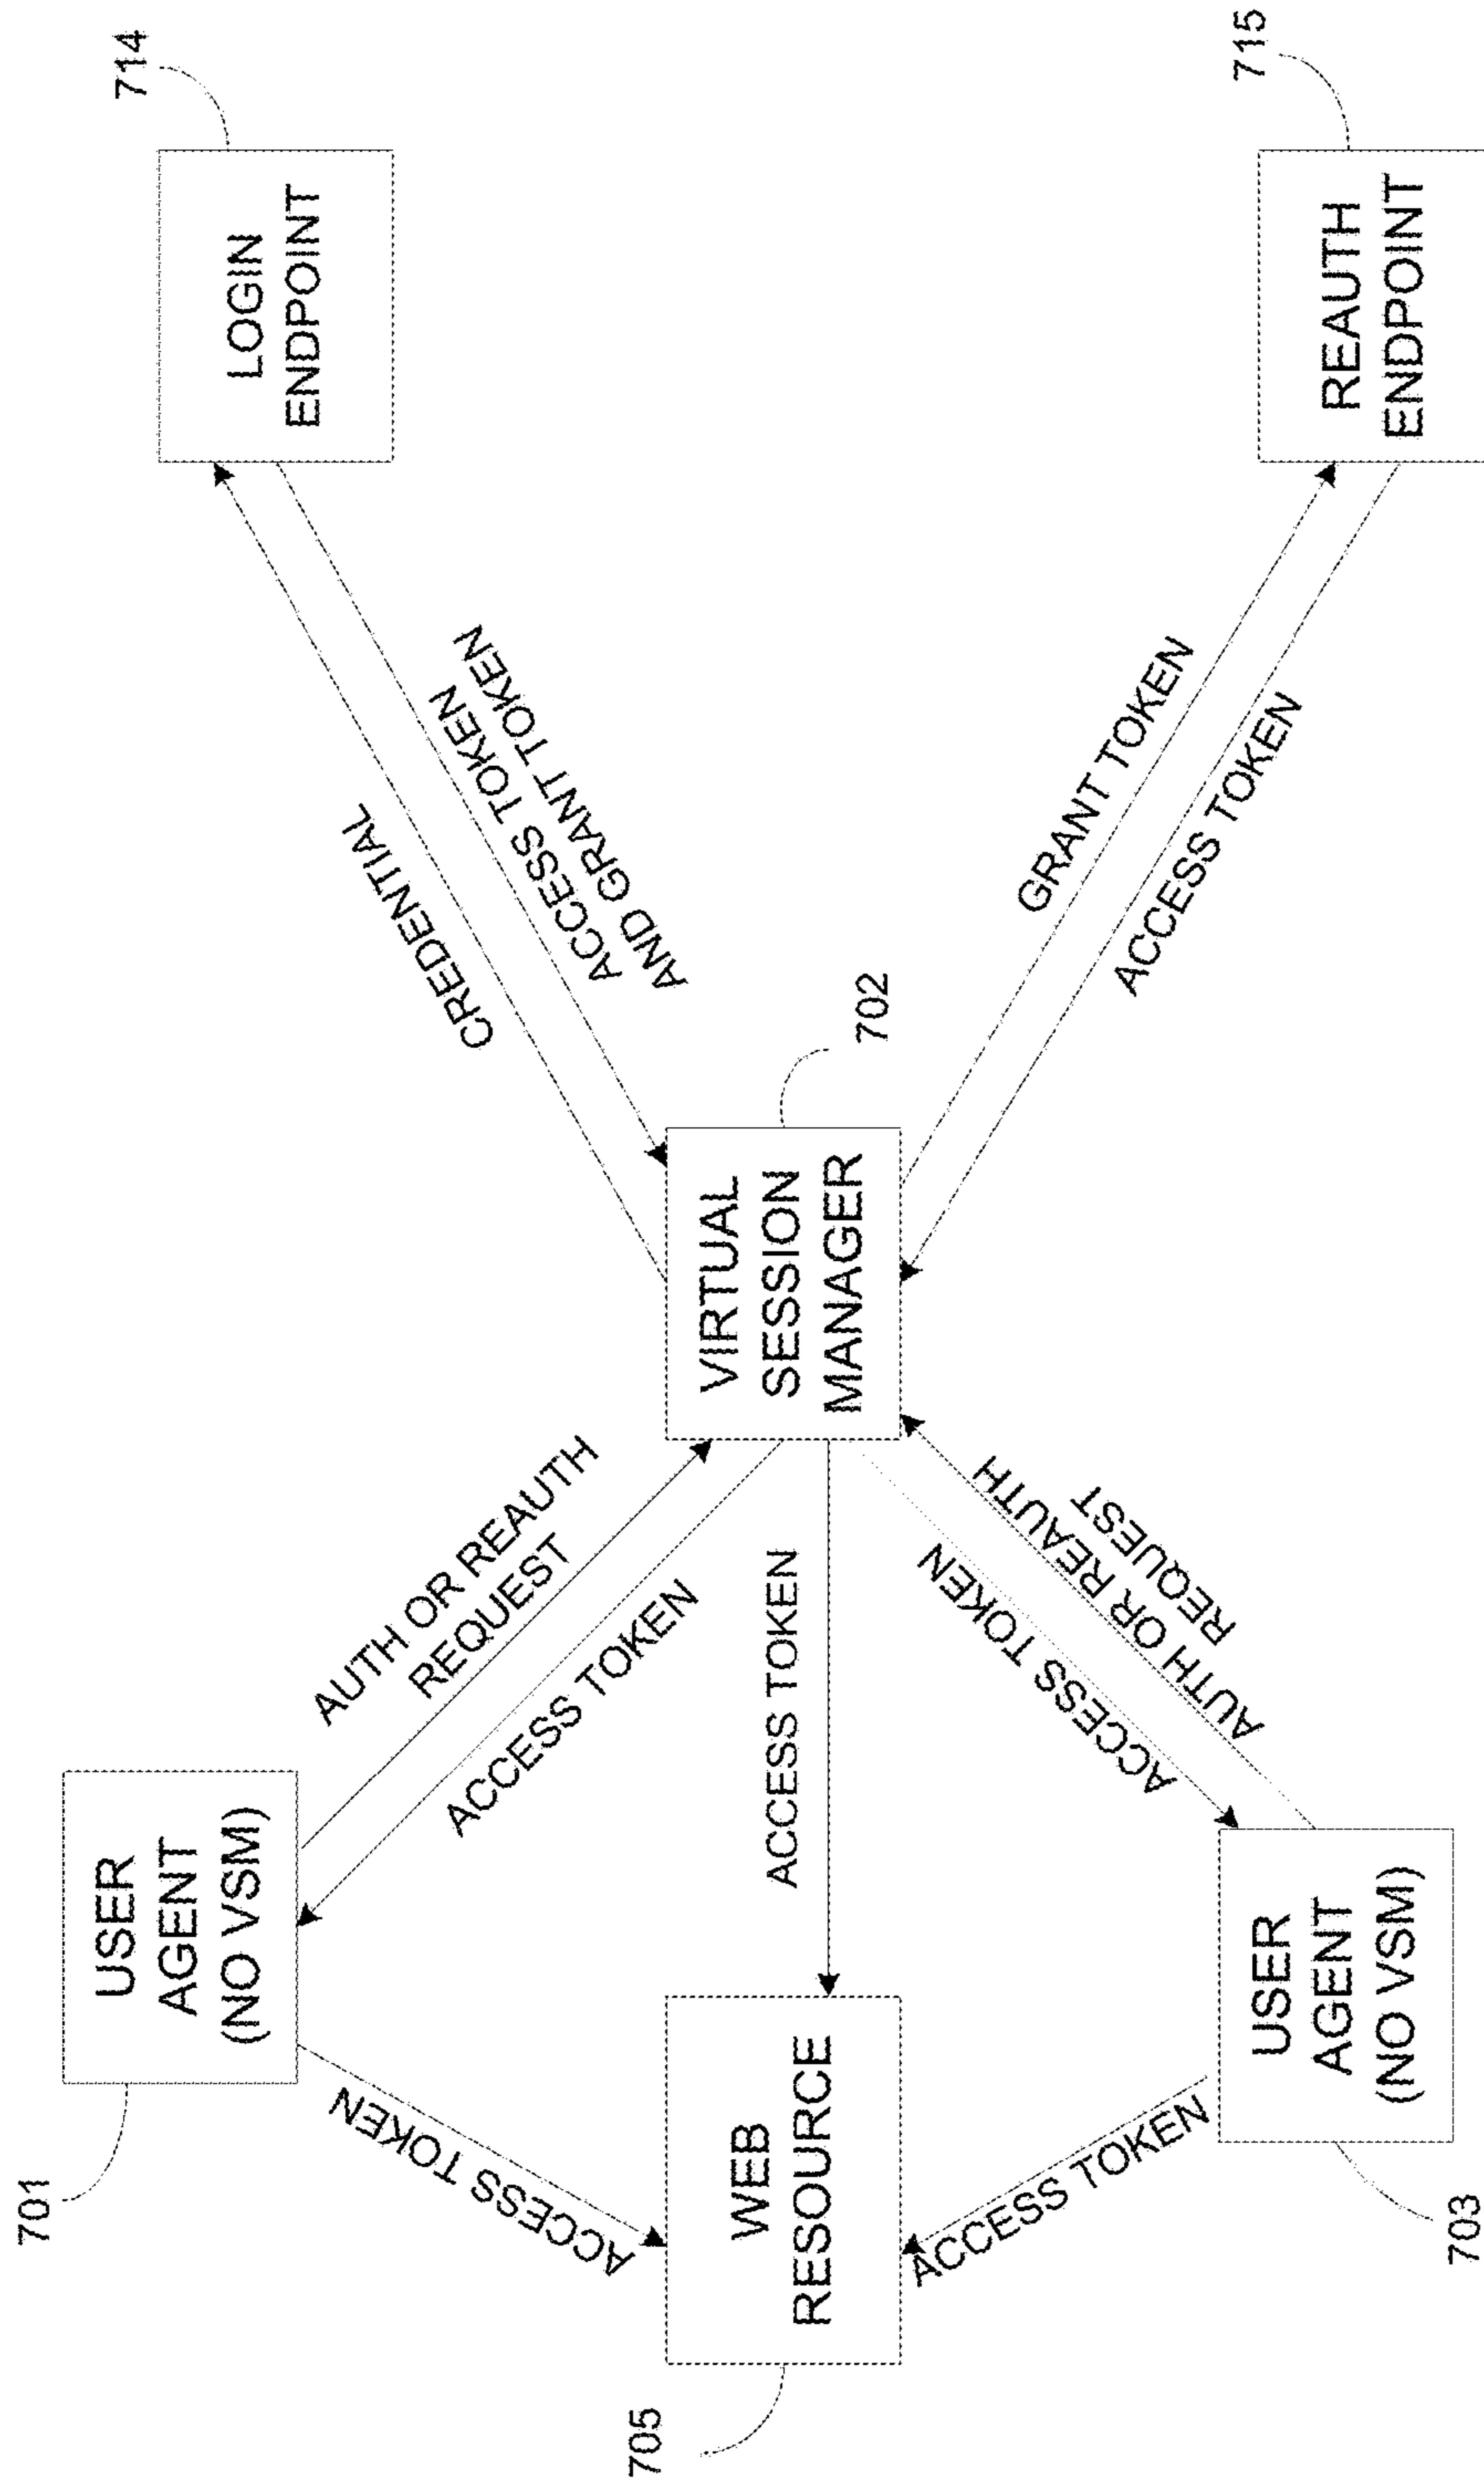 701
USER
AGENT
(NO VSM)
AUTH OR REAUTH
REQUEST
ACCESS TOKEN
ACCESS TOKEN
CREDENTIAL
ACCESS TOKEN
AND GRANT TOKEN
714
LOGIN
ENDPOINT
705
WEB
RESOURCE
ACCESS TOKEN
VIRTUAL
SESSION
MANAGER
702
703
USER
AGENT
(NO VSM)
ACCESS TOKEN
ACCESS TOKEN
AUTH OR REAUTH
REQUEST
GRANT TOKEN
ACCESS TOKEN
715
REAUTH
ENDPOINT